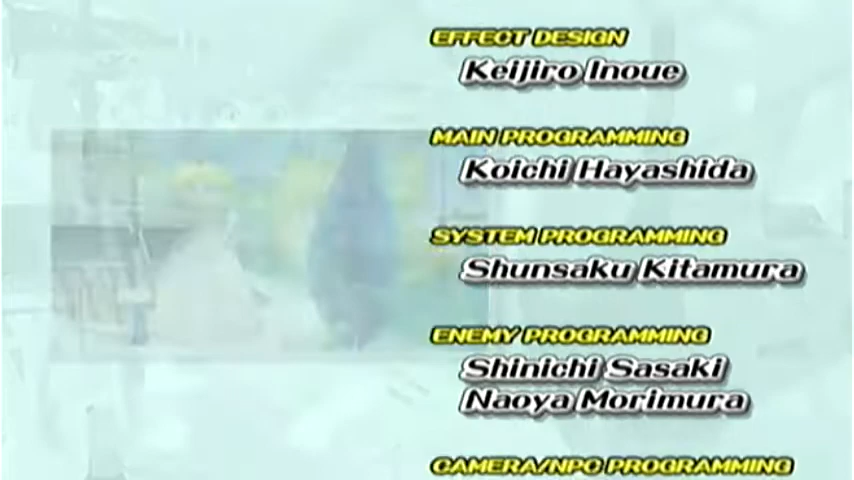 EFFECT DESIGN
Keijiro Inoue
MAIN PROGRAMMING
Koichi Hayashida
SYSTEM PROGRAMMING
Shunsaku Kitamura
ENEMY PROGRAMMING
Shinichi Sasaki
Naoya Morimura
CAMERA/NPC PROGRAMMING